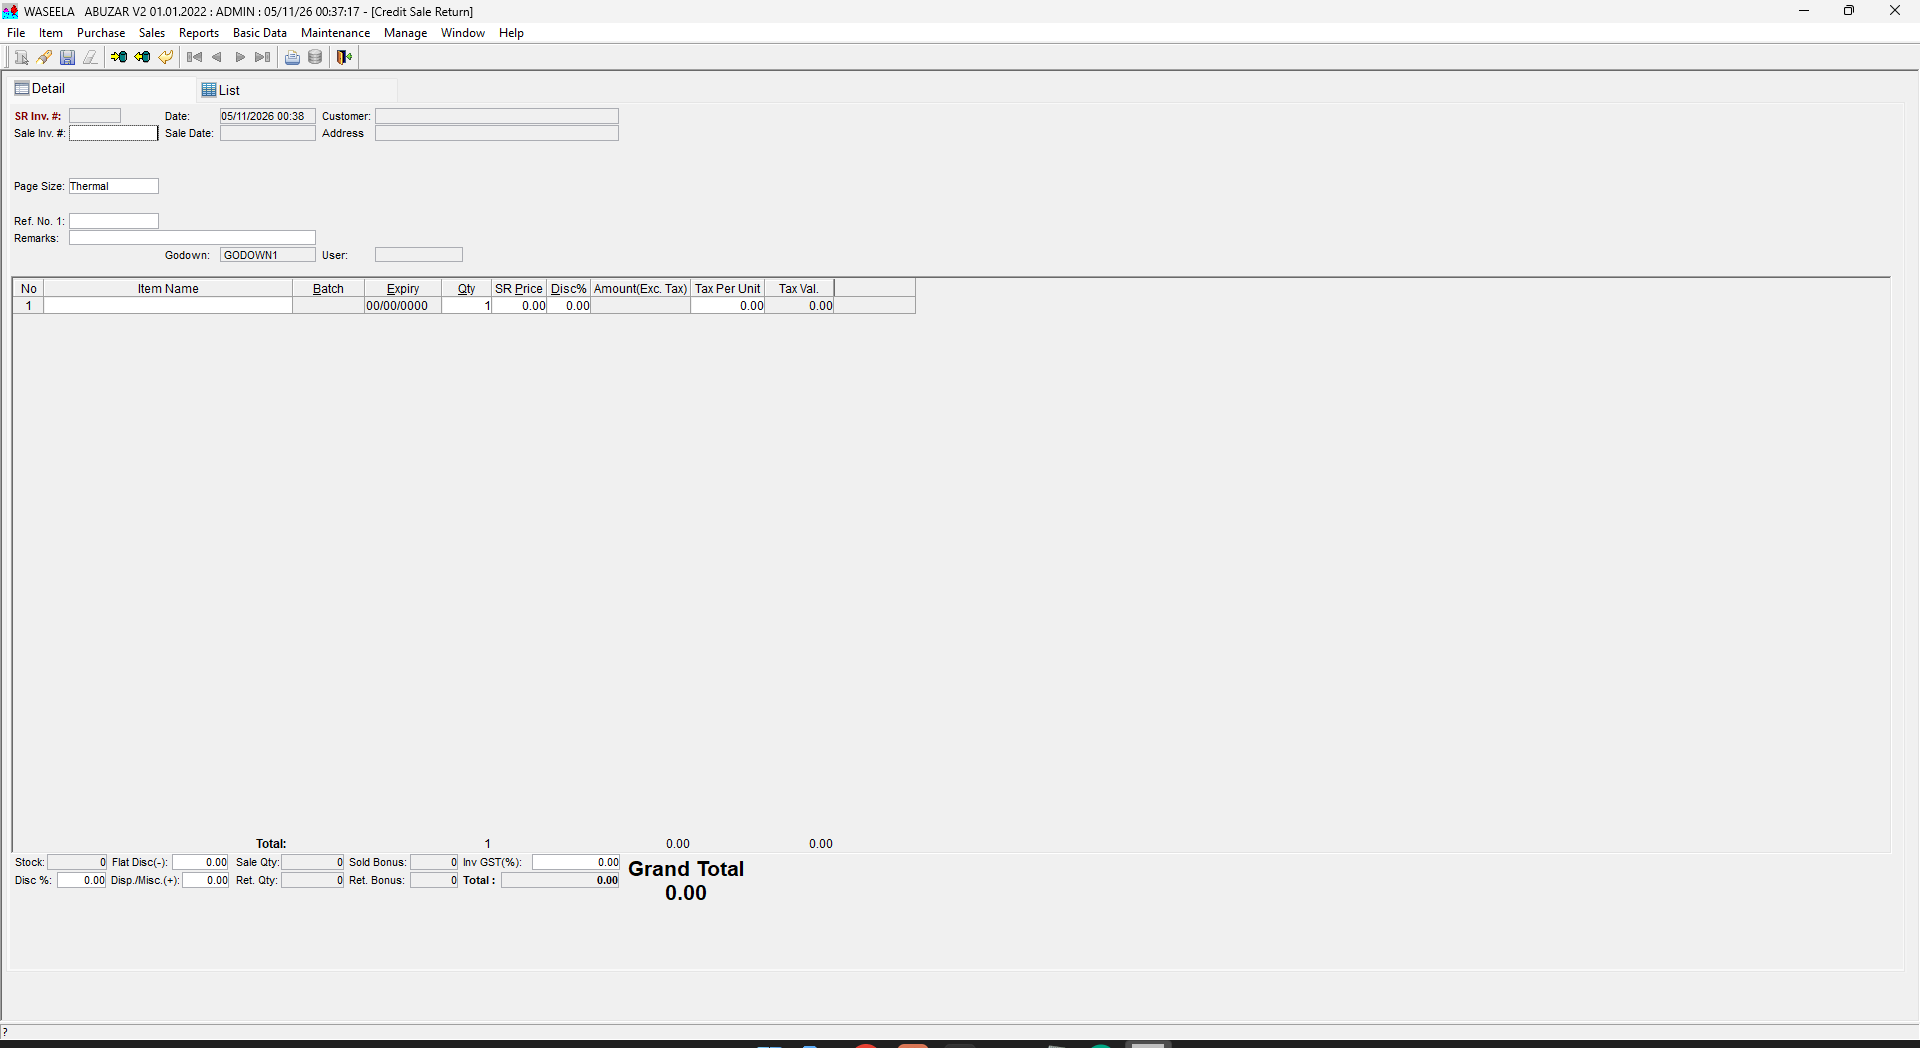 WASEELA   ABUZAR V2 01.01.2022 : ADMIN : 05/11/26 00:37:17 - [Credit Sale Return]
File Item Purchase Sales Reports Basic Data Maintenance Manage Window Help
Detail List
SR Inv. #: Date: 05/11/2026 00:38 Customer:
Sale Inv. #: Sale Date: Address
Page Size: Thermal
Ref. No. 1:
Remarks:
Godown: GODOWN1 User:
No Item Name Batch Expiry Qty SR Price Disc% Amount(Exc. Tax) Tax Per Unit Tax Val.
1 00/00/0000 1 0.00 0.00 0.00 0.00
Total: 1 0.00 0.00
Stock: 0 Flat Disc(-): 0.00 Sale Qty: 0 Sold Bonus: 0 Inv GST(%): 0.00 Grand Total
Disc %: 0.00 Disp./Misc.(+): 0.00 Ret. Qty: 0 Ret. Bonus: 0 Total : 0.00
0.00
?